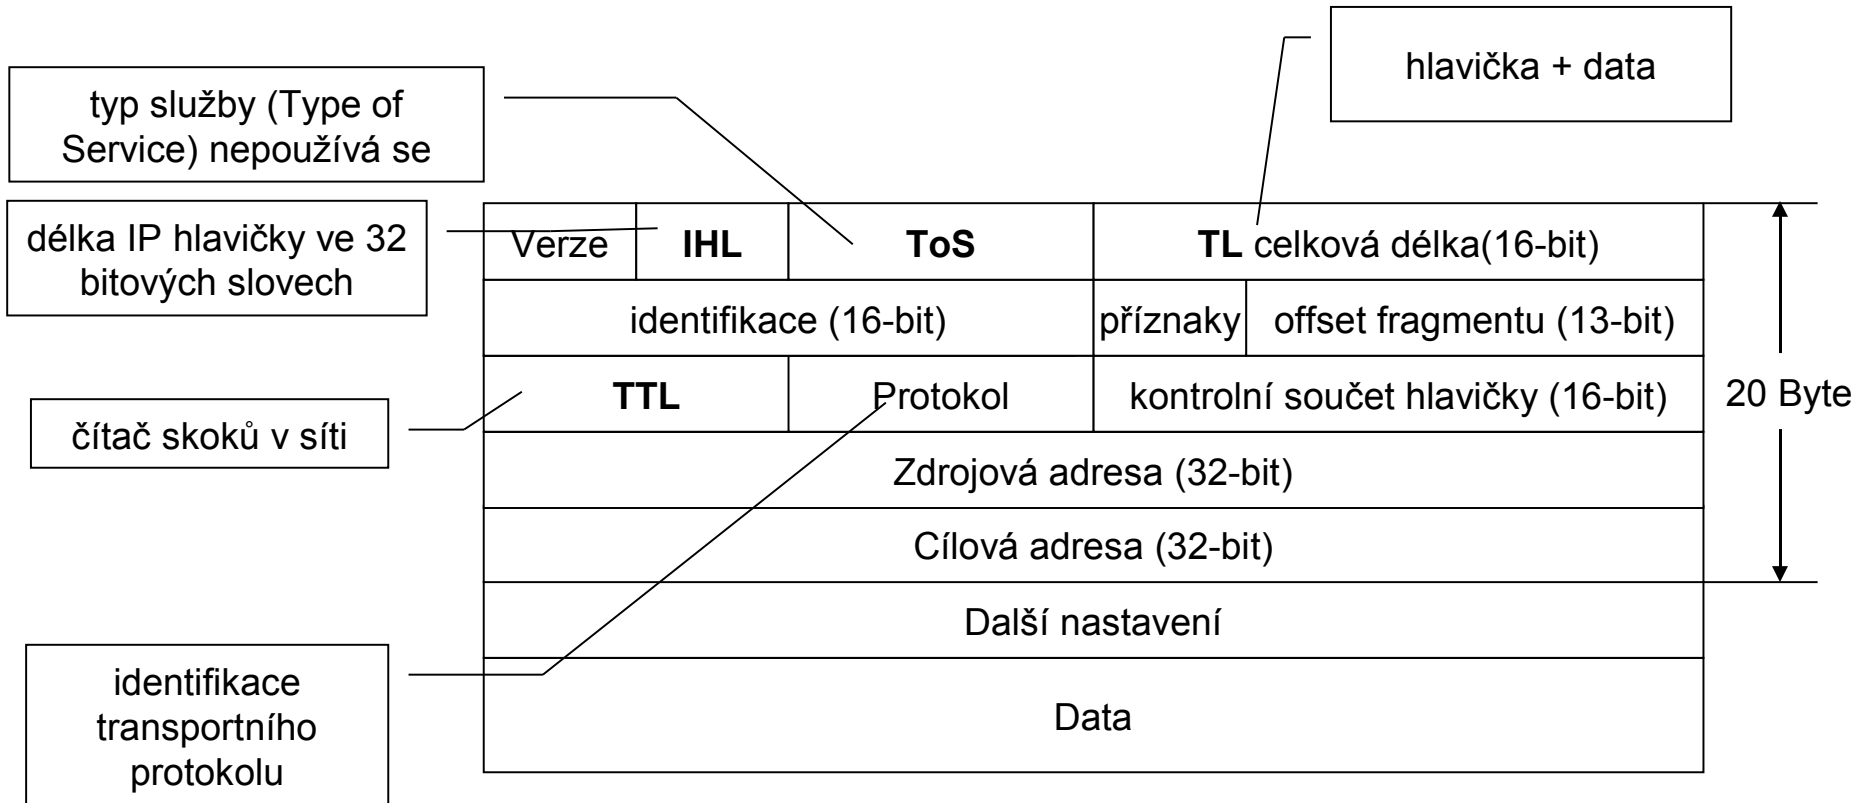 hlavička + data
typ služby (Type of
Service) nepoužívá se
délka IP hlavičky ve 32
bitových slovech
Verze IHL ToS TL celková délka(16-bit)
identifikace (16-bit) příznaky offset fragmentu (13-bit)
TTL Protokol kontrolní součet hlavičky (16-bit) 20 Byte
čítač skoků v síti
Zdrojová adresa (32-bit)
Cílová adresa (32-bit)
Další nastavení
identifikace
transportního
protokolu
Data